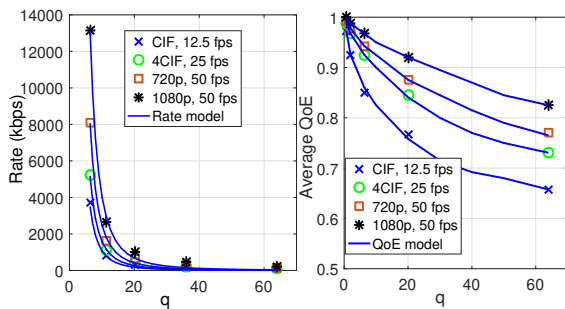 14000
12000
10000
8000
6000
4000
2000
0
0
20
40
60
q
Rate (kbps)
CIF, 12.5 fps
4CIF, 25 fps
720p, 50 fps
1080p, 50 fps
Rate model
1
0.9
0.8
0.7
0.6
0.5
0
20
40
60
q
Average QoE
CIF, 12.5 fps
4CIF, 25 fps
720p, 50 fps
1080p, 50 fps
QoE model